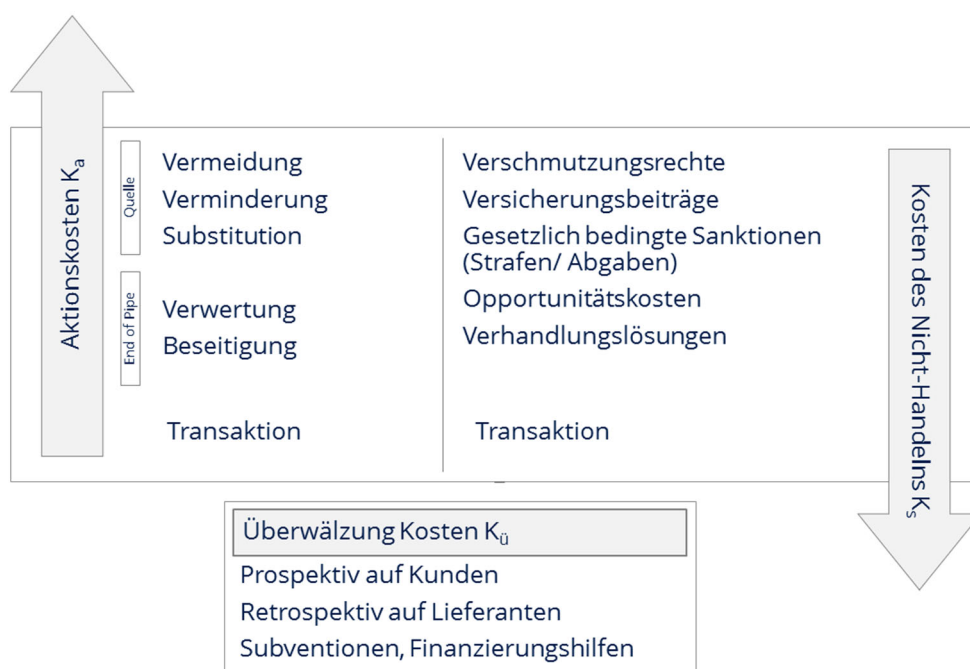 Aktionskosten Kₐ
Quelle
Vermeidung
Verminderung
Substitution
End of Pipe
Verwertung
Beseitigung
Transaktion
Verschmutzungsrechte
Versicherungsbeiträge
Gesetzlich bedingte Sanktionen
(Strafen/ Abgaben)
Opportunitätskosten
Verhandlungslösungen
Transaktion
Kosten des Nicht-Handelns Kₛ
Überwälzung Kosten Kü
Prospektiv auf Kunden
Retrospektiv auf Lieferanten
Subventionen, Finanzierungshilfen